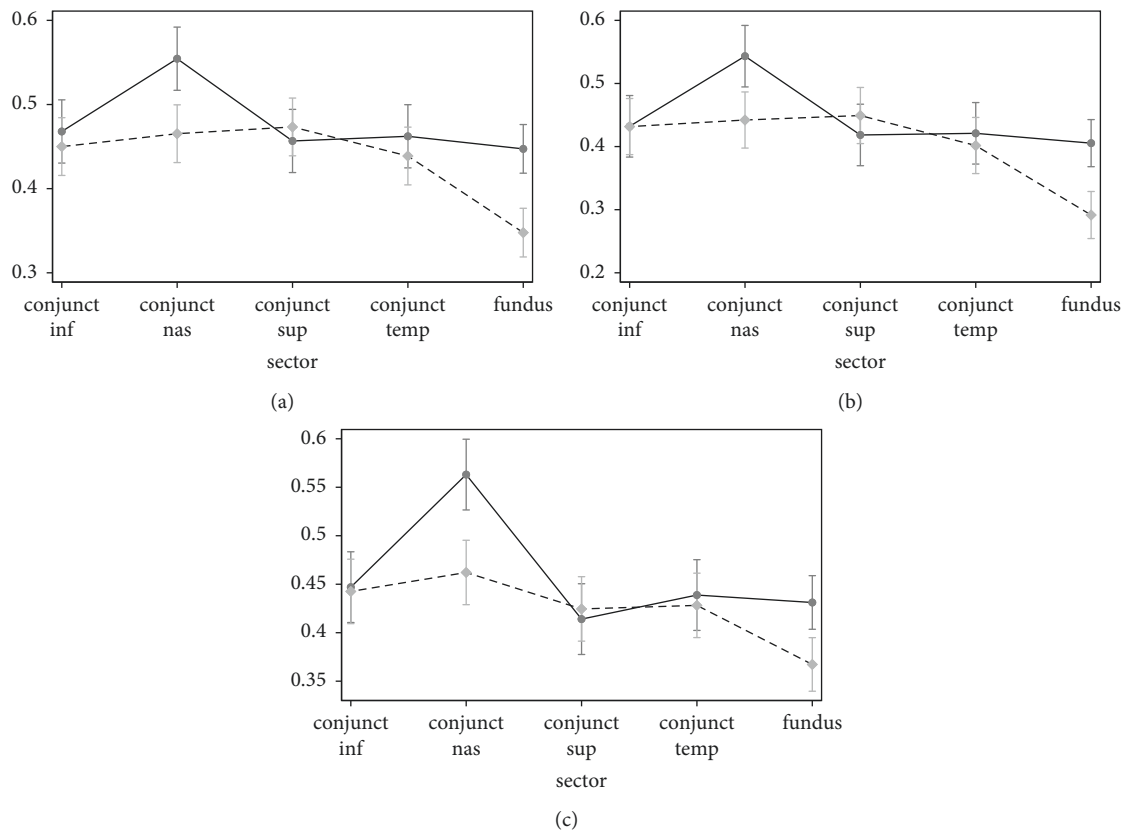 0.6
0.5
0.4
0.3
conjunct inf
conjunct nas
conjunct sup
conjunct temp
fundus
sector
(a)
0.6
0.5
0.4
0.3
0.2
conjunct inf
conjunct nas
conjunct sup
conjunct temp
fundus
sector
(b)
0.6
0.55
0.5
0.45
0.4
0.35
conjunct inf
conjunct nas
conjunct sup
conjunct temp
fundus
sector
(c)